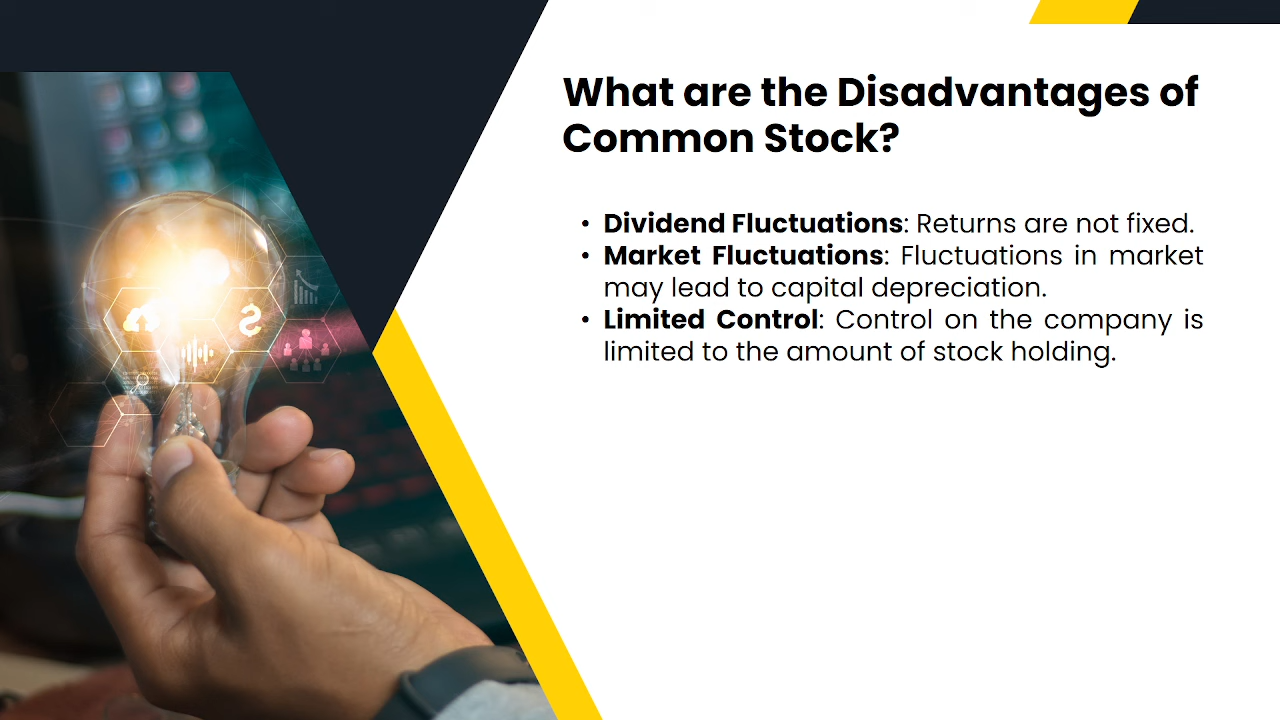 What are the Disadvantages of
Common Stock?
• Dividend Fluctuations: Returns are not fixed.
• Market Fluctuations: Fluctuations in market
may lead to capital depreciation.
• Limited Control: Control on the company is
limited to the amount of stock holding.